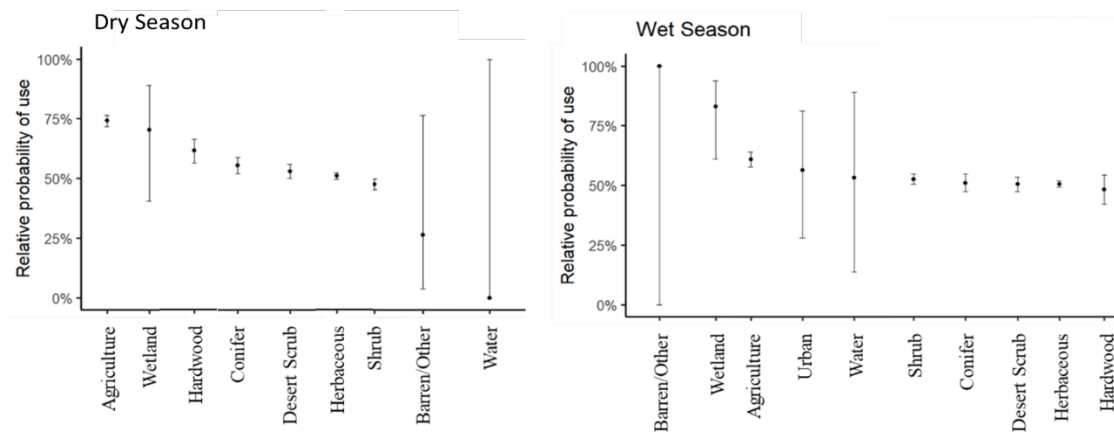 Dry Season
Relative probability of use
100%
75%
50%
25%
0%
Agriculture
Wetland
Hardwood
Conifer
Desert Scrub
Herbaceous
Shrub
Barren/Other
Water
Wet Season
Relative probability of use
100%
75%
50%
25%
0%
Barren/Other
Wetland
Agriculture
Urban
Water
Shrub
Conifer
Desert Scrub
Herbaceous
Hardwood